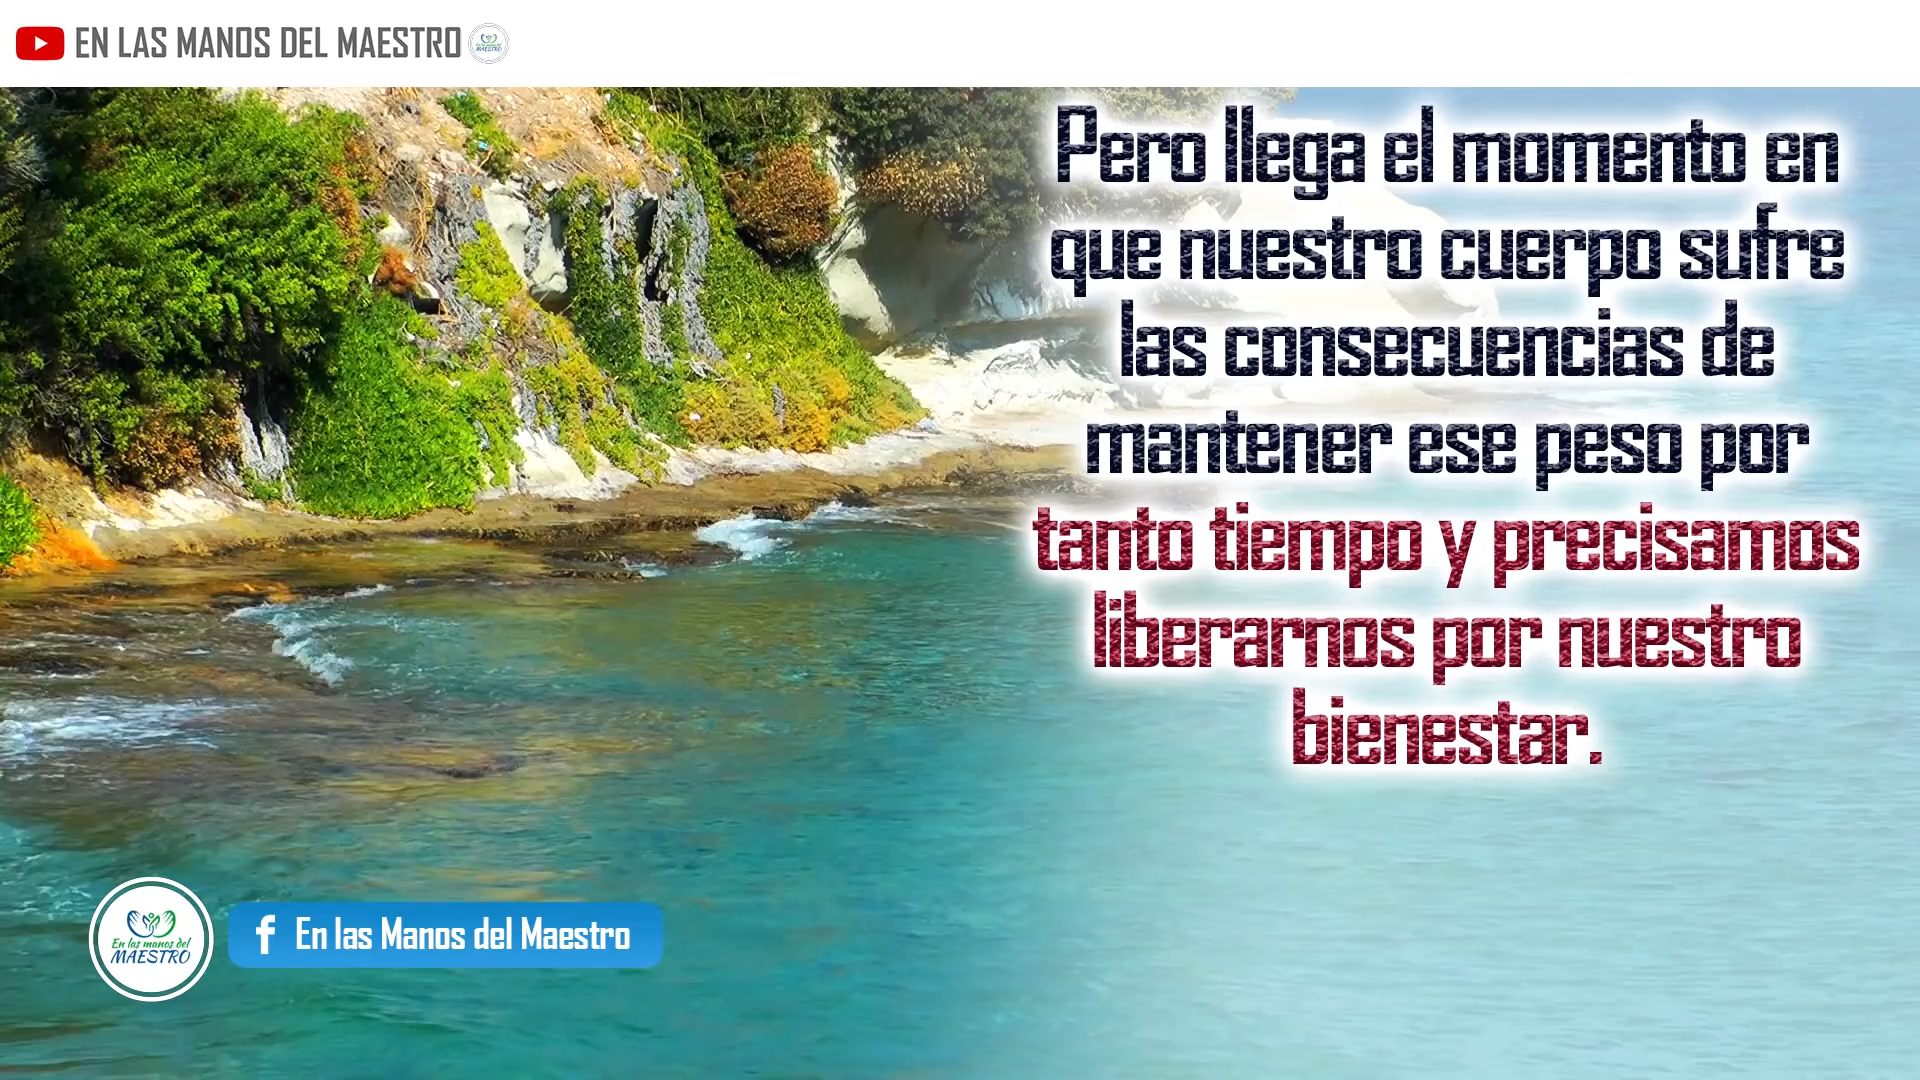 EN LAS MANOS DEL MAESTRO
Pero llega el momento en
que nuestro cuerpo sufre
las consecuencias de
mantener ese peso por
tanto tiempo y precisamos
liberarnos por nuestro
bienestar.
En las manos del
MAESTRO
En las Manos del Maestro